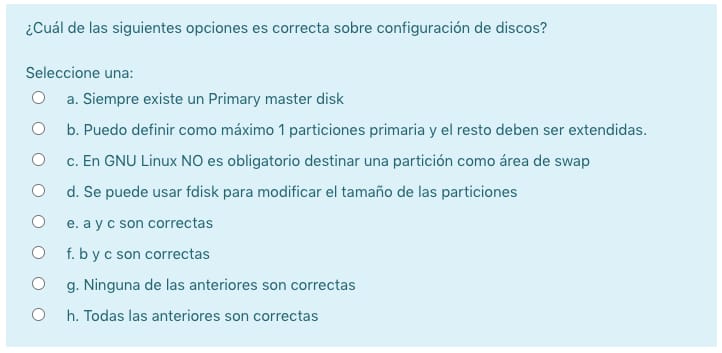 ¿Cuál de las siguientes opciones es correcta sobre configuración de discos?
Seleccione una:
a. Siempre existe un Primary master disk
b. Puedo definir como máximo 1 particiones primaria y el resto deben ser extendidas.
c. En GNU Linux NO es obligatorio destinar una partición como área de swap
d. Se puede usar fdisk para modificar el tamaño de las particiones
e. a y c son correctas
f. b y c son correctas
g. Ninguna de las anteriores son correctas
h. Todas las anteriores son correctas